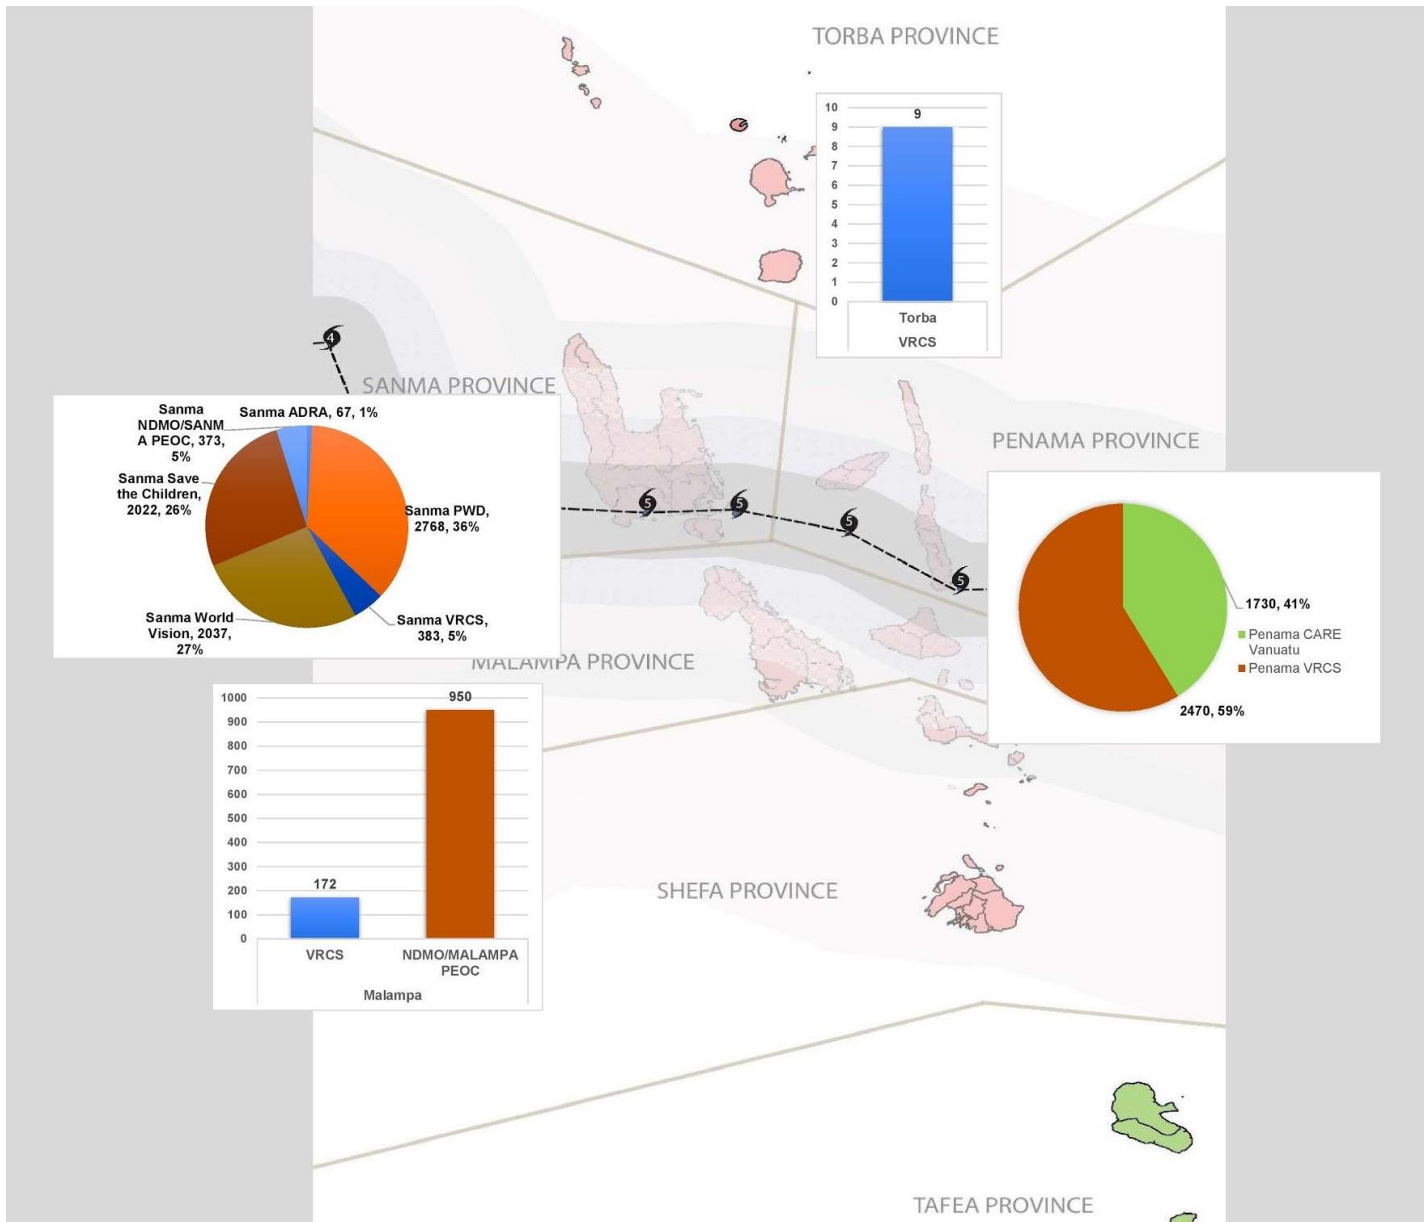 TORBA PROVINCE
10
9
8
7
6
5
4
3
2
1
0
9
Torba
VRCS
4
SANMA PROVINCE
Sanma
NDMO/SANM
A PEOC, 373,
5%
Sanma ADRA, 67, 1%
Sanma Save
the Children,
2022, 26%
Sanma PWD,
2768, 36%
Sanma World
Vision, 2037,
27%
Sanma VRCS,
383, 5%
5
5
5
5
PENAMA PROVINCE
1730, 41%
Penama CARE
Vanuatu
Penama VRCS
2470, 59%
MALAMPA PROVINCE
1000
900
800
700
600
500
400
300
200
100
0
172
950
VRCS
NDMO/MALAMPA
PEOC
Malampa
SHEFA PROVINCE
TAFEA PROVINCE